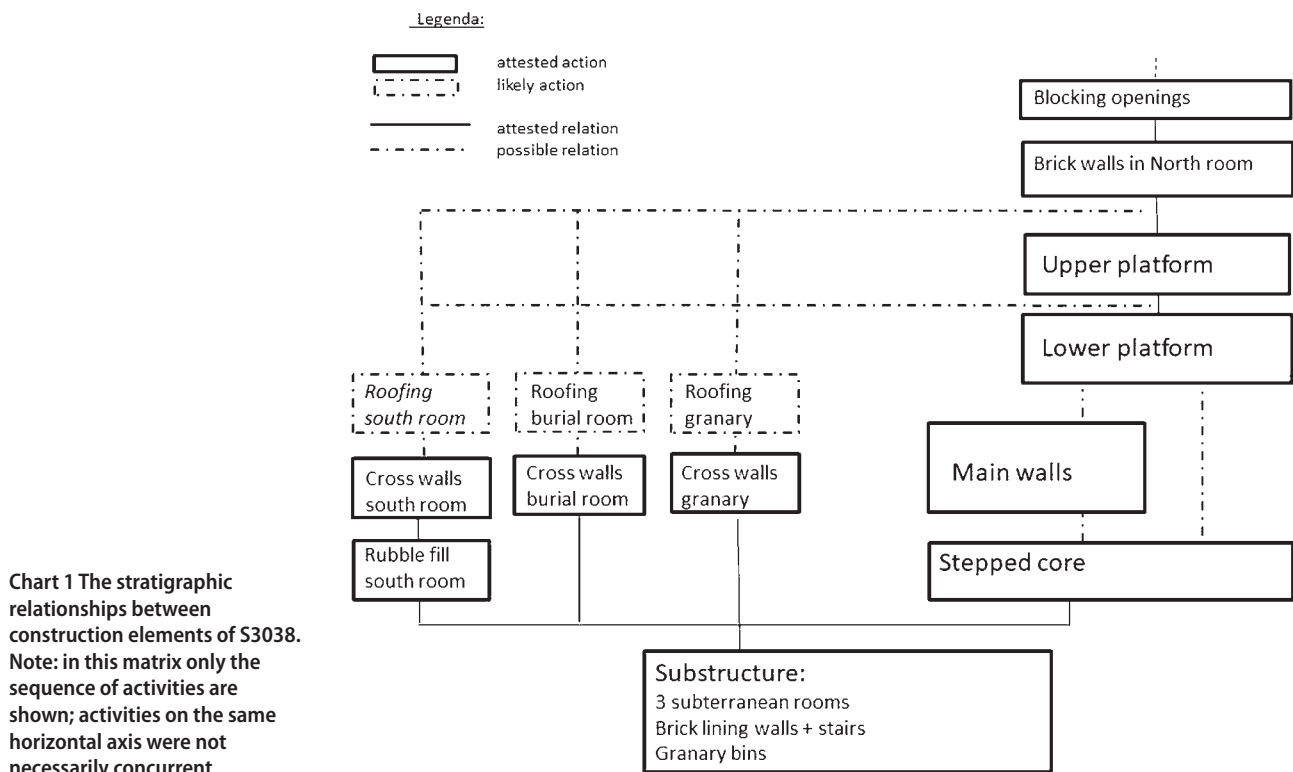 Legenda:
attested action
likely action
attested relation
possible relation
Blocking openings
Brick walls in North room
Upper platform
Lower platform
Roofing
south room
Roofing
burial room
Roofing
granary
Main walls
Cross walls
south room
Cross walls
burial room
Cross walls
granary
Rubble fill
south room
Stepped core
Substructure:
3 subterranean rooms
Brick lining walls + stairs
Granary bins
Chart 1 The stratigraphic
relationships between
construction elements of S3038.
Note: in this matrix only the
sequence of activities are
shown; activities on the same
horizontal axis were not
necessarily concurrent